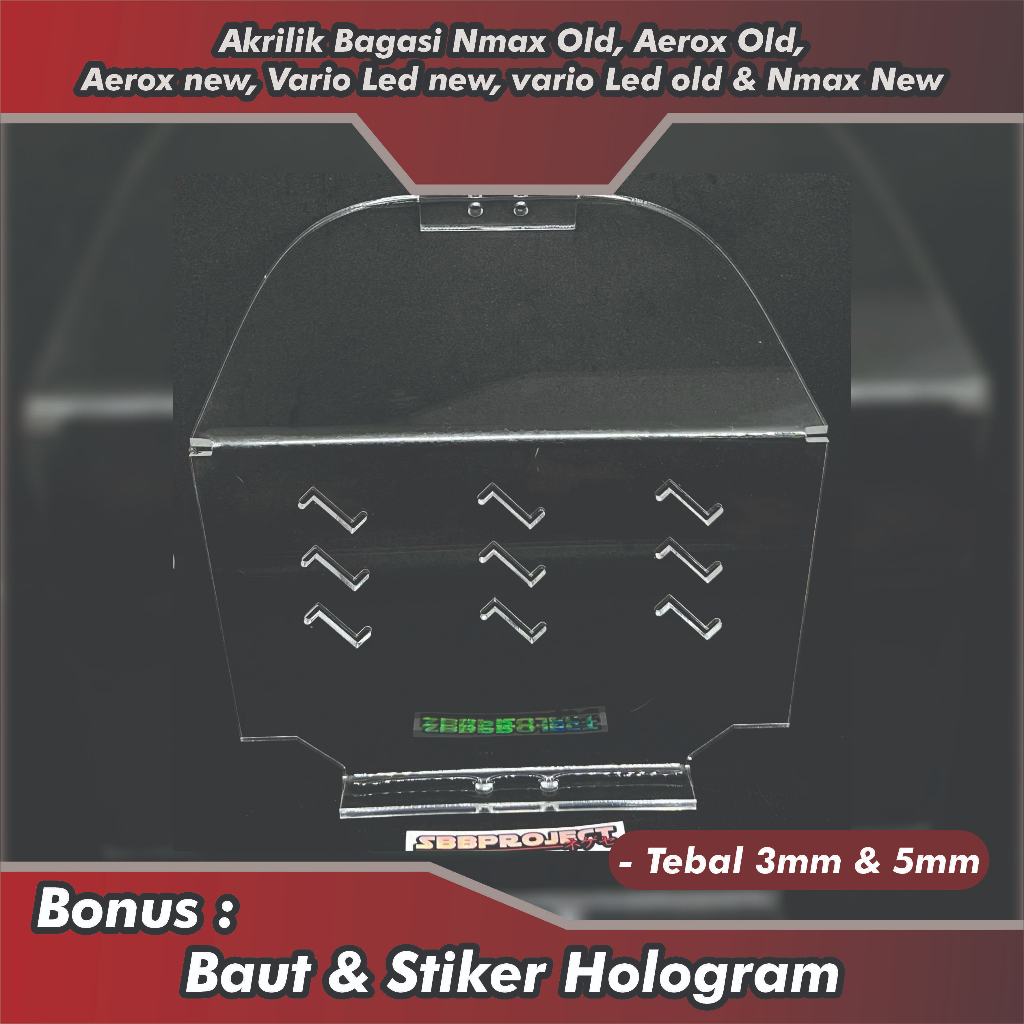 Akrilik Bagasi Nmax Old, Aerox Old,
Aerox new, Vario Led new, vario Led old & Nmax New
SBBPROJECT
- Tebal 3mm & 5mm
Bonus :
Baut & Stiker Hologram